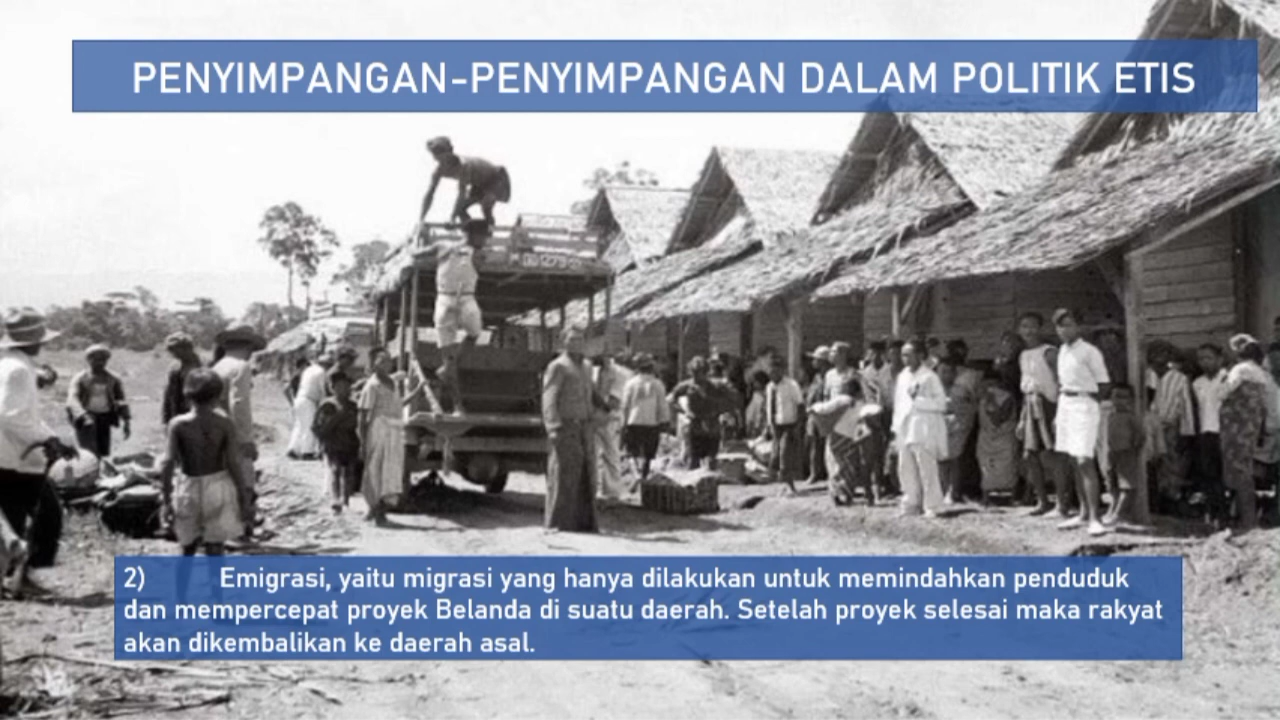 PENYIMPANGAN-PENYIMPANGAN DALAM POLITIK ETIS
2) Emigrasi, yaitu migrasi yang hanya dilakukan untuk memindahkan penduduk
dan mempercepat proyek Belanda di suatu daerah. Setelah proyek selesai maka rakyat
akan dikembalikan ke daerah asal.